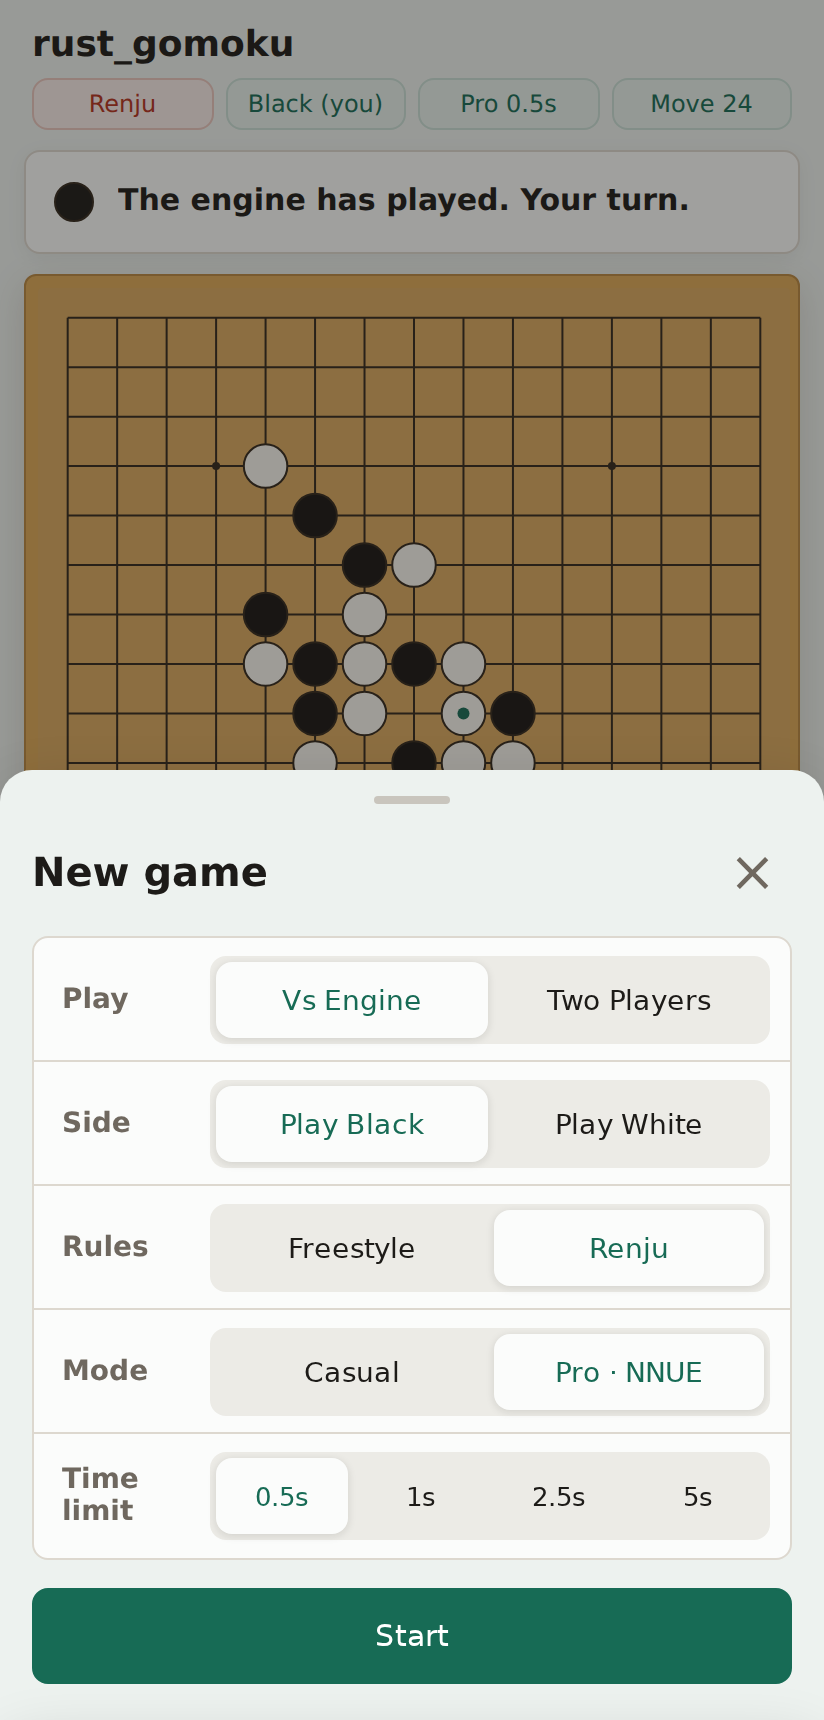 rust_gomoku
Renju
Black (you)
Pro 0.5s
Move 24
The engine has played. Your turn.
New game
Play
Vs Engine
Two Players
Side
Play Black
Play White
Rules
Freestyle
Renju
Mode
Casual
Pro · NNUE
Time
limit
0.5s
1s
2.5s
5s
Start